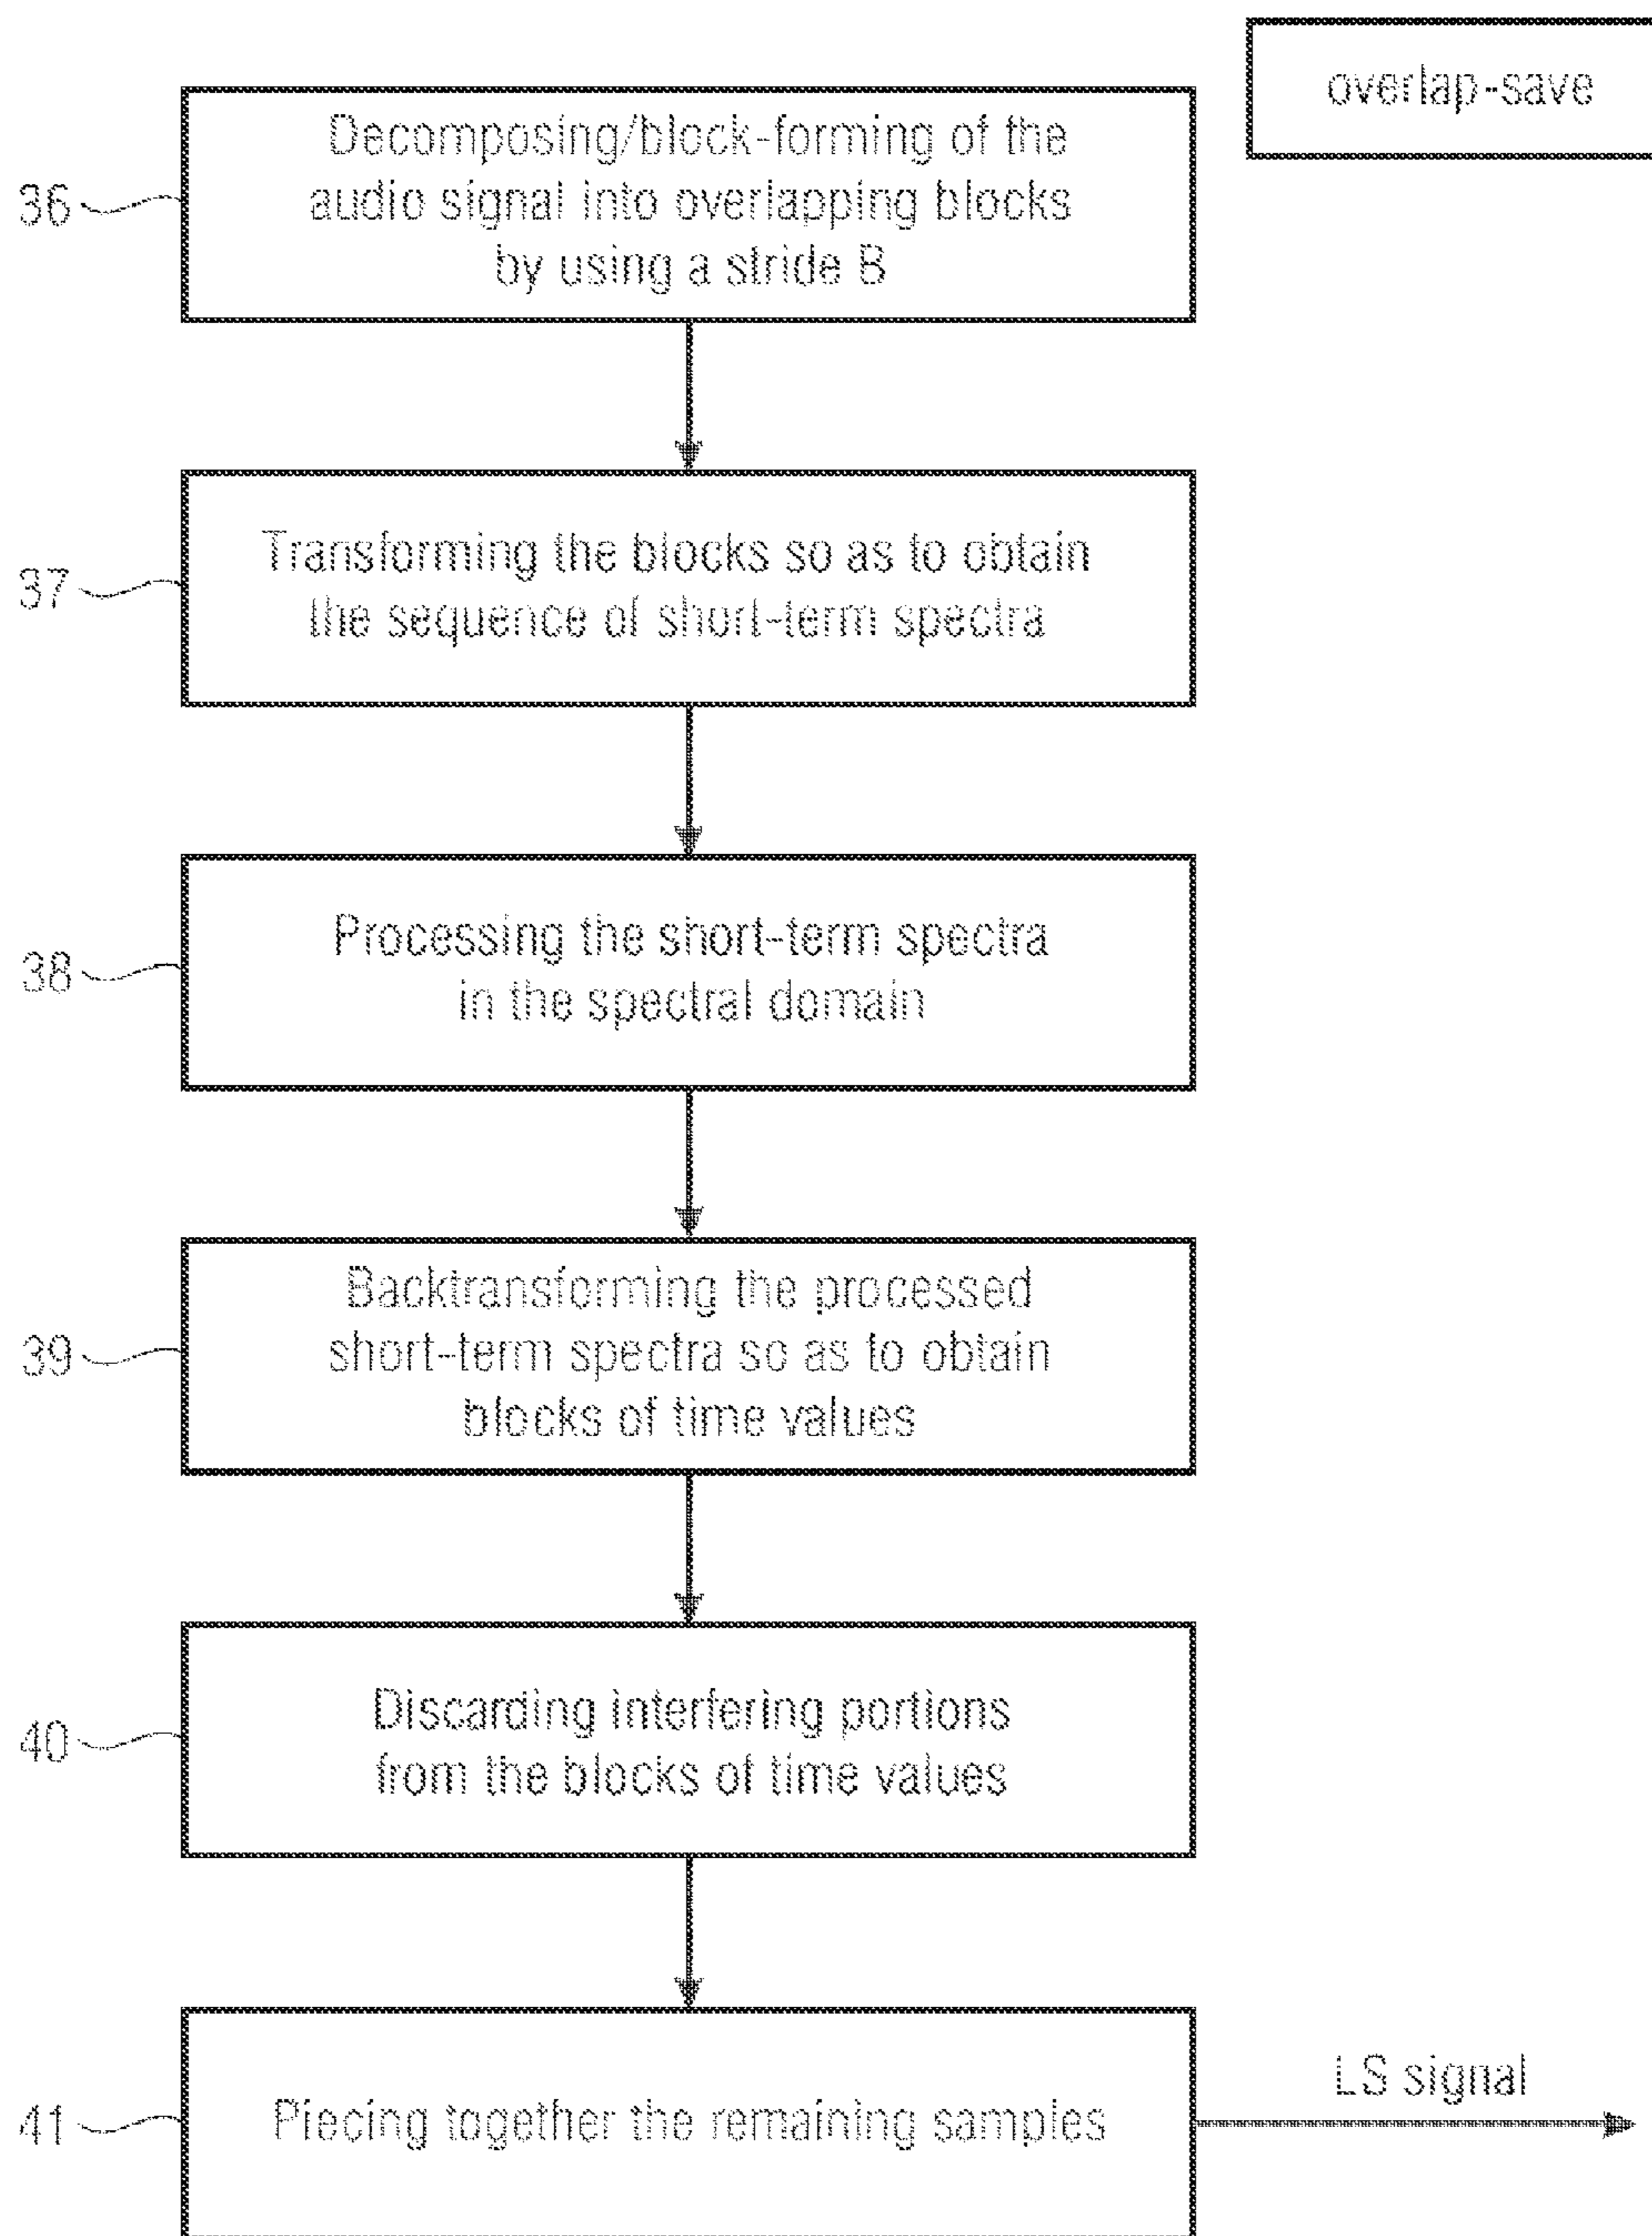 overlap-save
36
Decomposing/block-forming of the
audio signal into overlapping blocks
by using a stride B
37
Transforming the blocks so as to obtain
the sequence of short-term spectra
38
Processing the short-term spectra
in the spectral domain
39
Backtransforming the processed
short-term spectra so as to obtain
blocks of time values
40
Discarding interfering portions
from the blocks of time values
41
Piecing together the remaining samples
LS signal